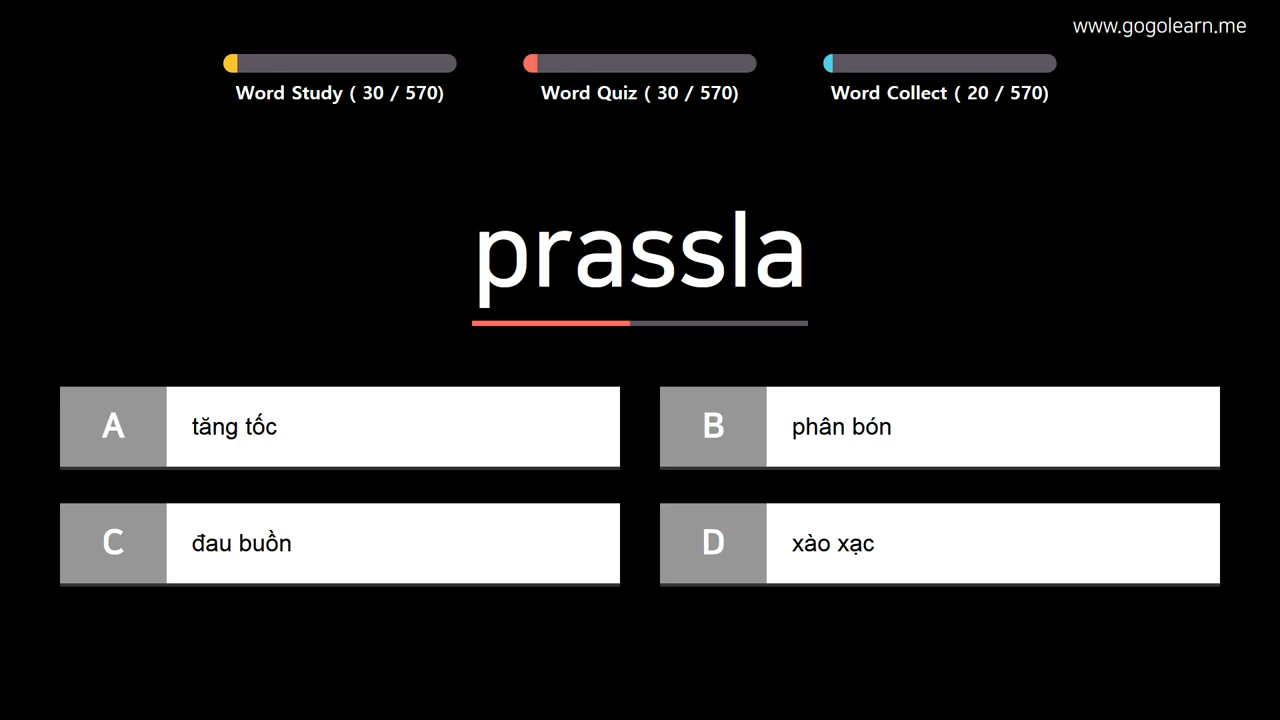 www.gogolearn.me
Word Study ( 30 / 570)
Word Quiz ( 30 / 570)
Word Collect ( 20 / 570)
prassla
A tăng tốc
B phân bón
C đau buồn
D xào xạc